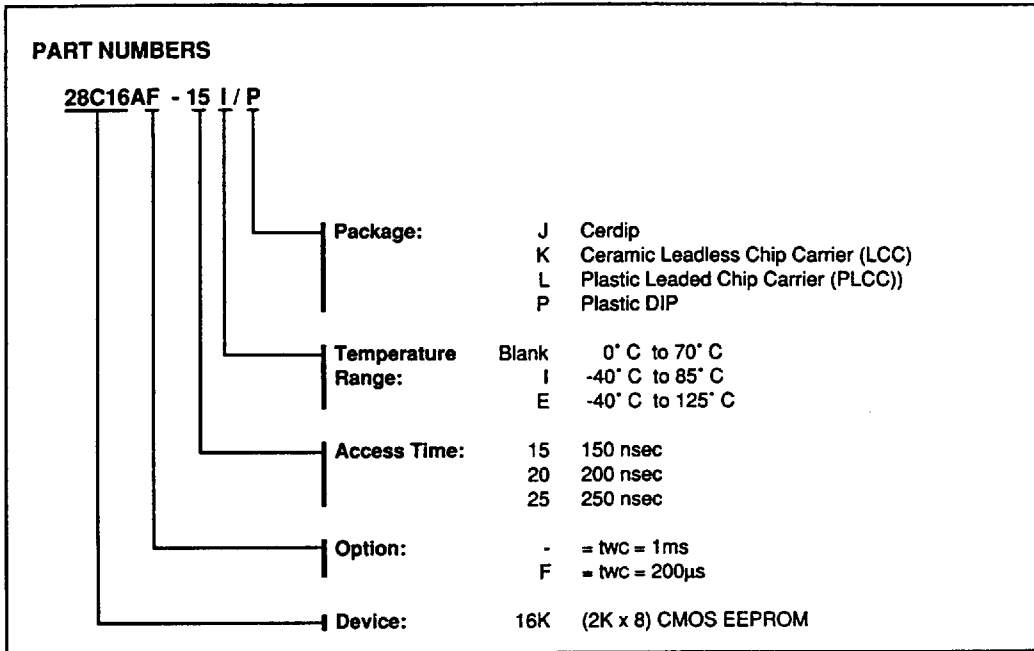 PART NUMBERS
28C16AF - 15 I / P
Package: J Cerdip
K Ceramic Leadless Chip Carrier (LCC)
L Plastic Leaded Chip Carrier (PLCC))
P Plastic DIP
Temperature Blank 0° C to 70° C
Range: I -40° C to 85° C
E -40° C to 125° C
Access Time: 15 150 nsec
20 200 nsec
25 250 nsec
Option: - = twc = 1ms
F = twc = 200µs
Device: 16K (2K x 8) CMOS EEPROM